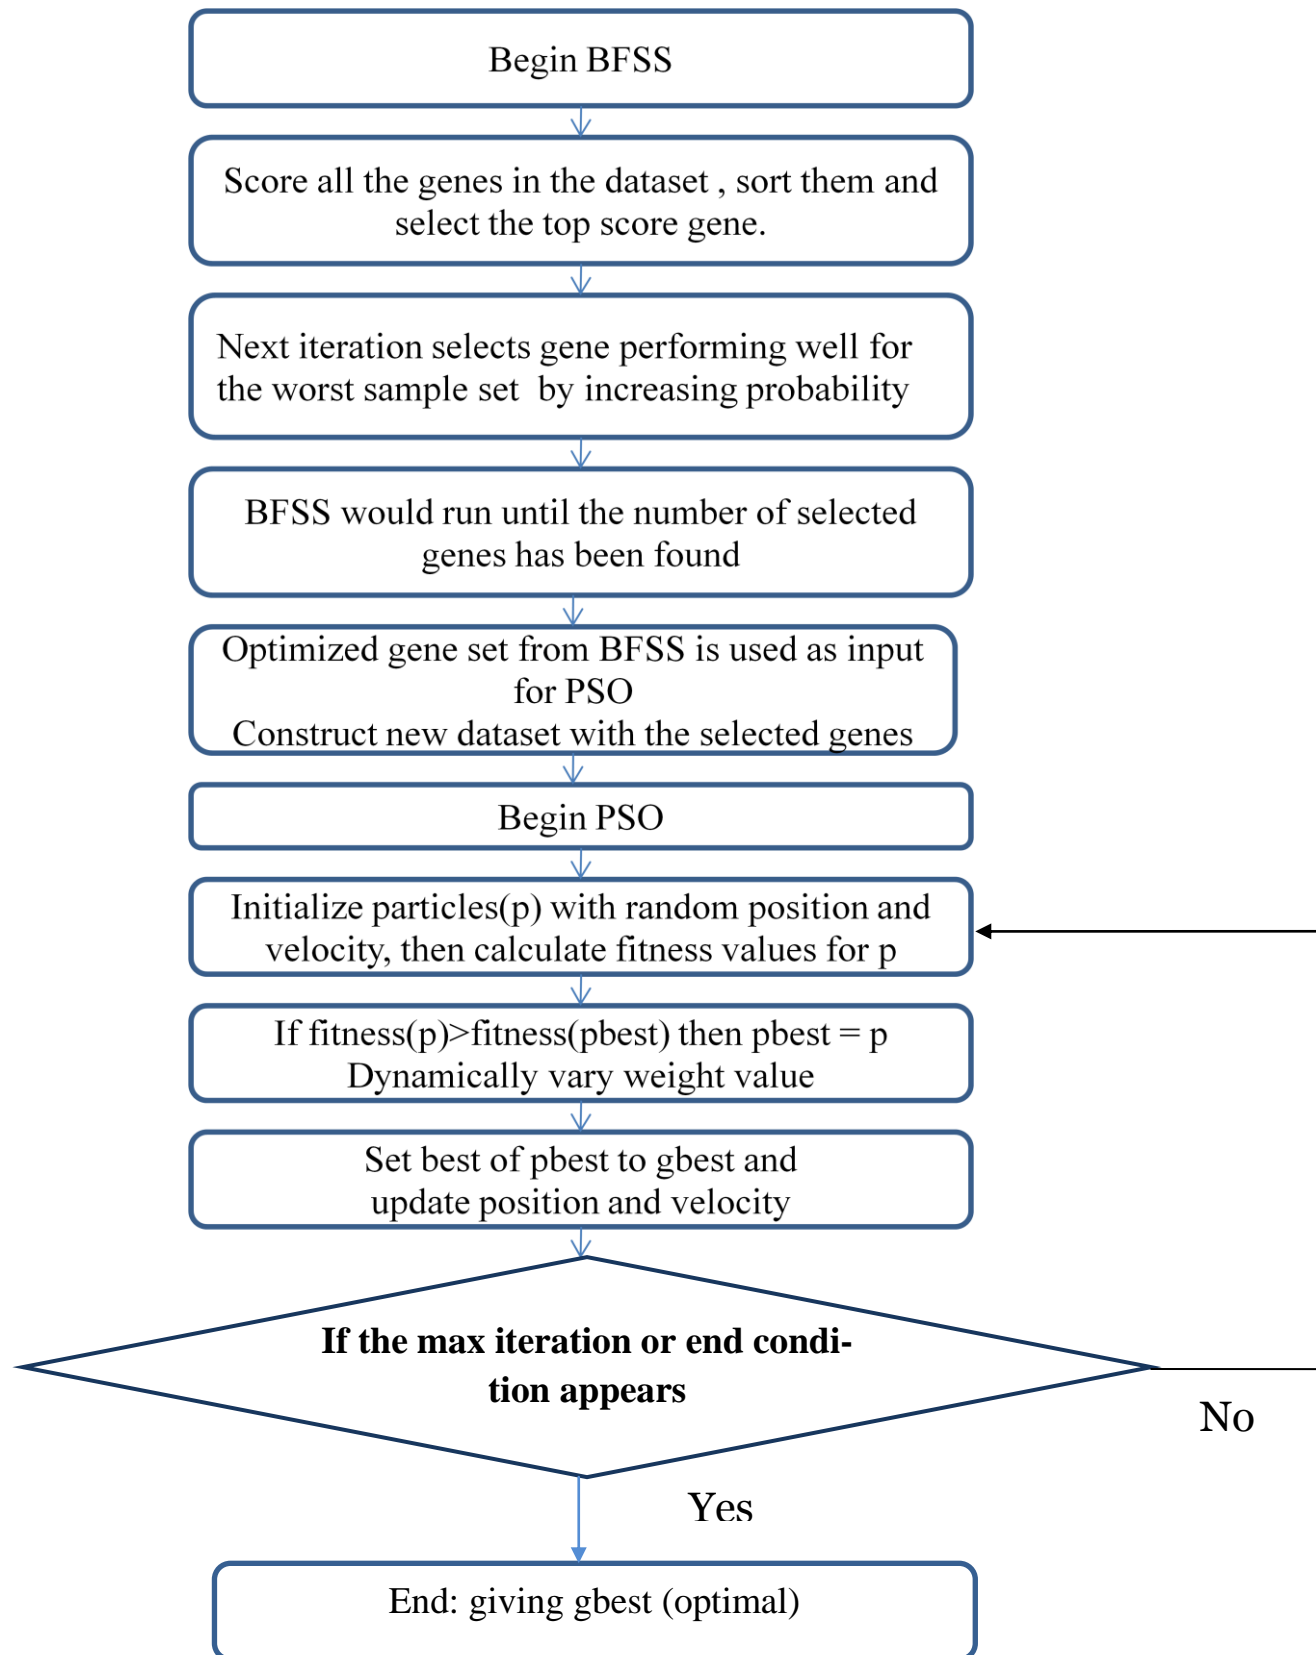 Begin BFSS
Score all the genes in the dataset , sort them and
select the top score gene.
Next iteration selects gene performing well for
the worst sample set  by increasing probability
BFSS would run until the number of selected
genes has been found
Optimized gene set from BFSS is used as input
for PSO
Construct new dataset with the selected genes
Begin PSO
Initialize particles(p) with random position and
velocity, then calculate fitness values for p
If fitness(p)>fitness(pbest) then pbest = p
Dynamically vary weight value
Set best of pbest to gbest and
update position and velocity
If the max iteration or end condi-
tion appears
No
Yes
End: giving gbest (optimal)